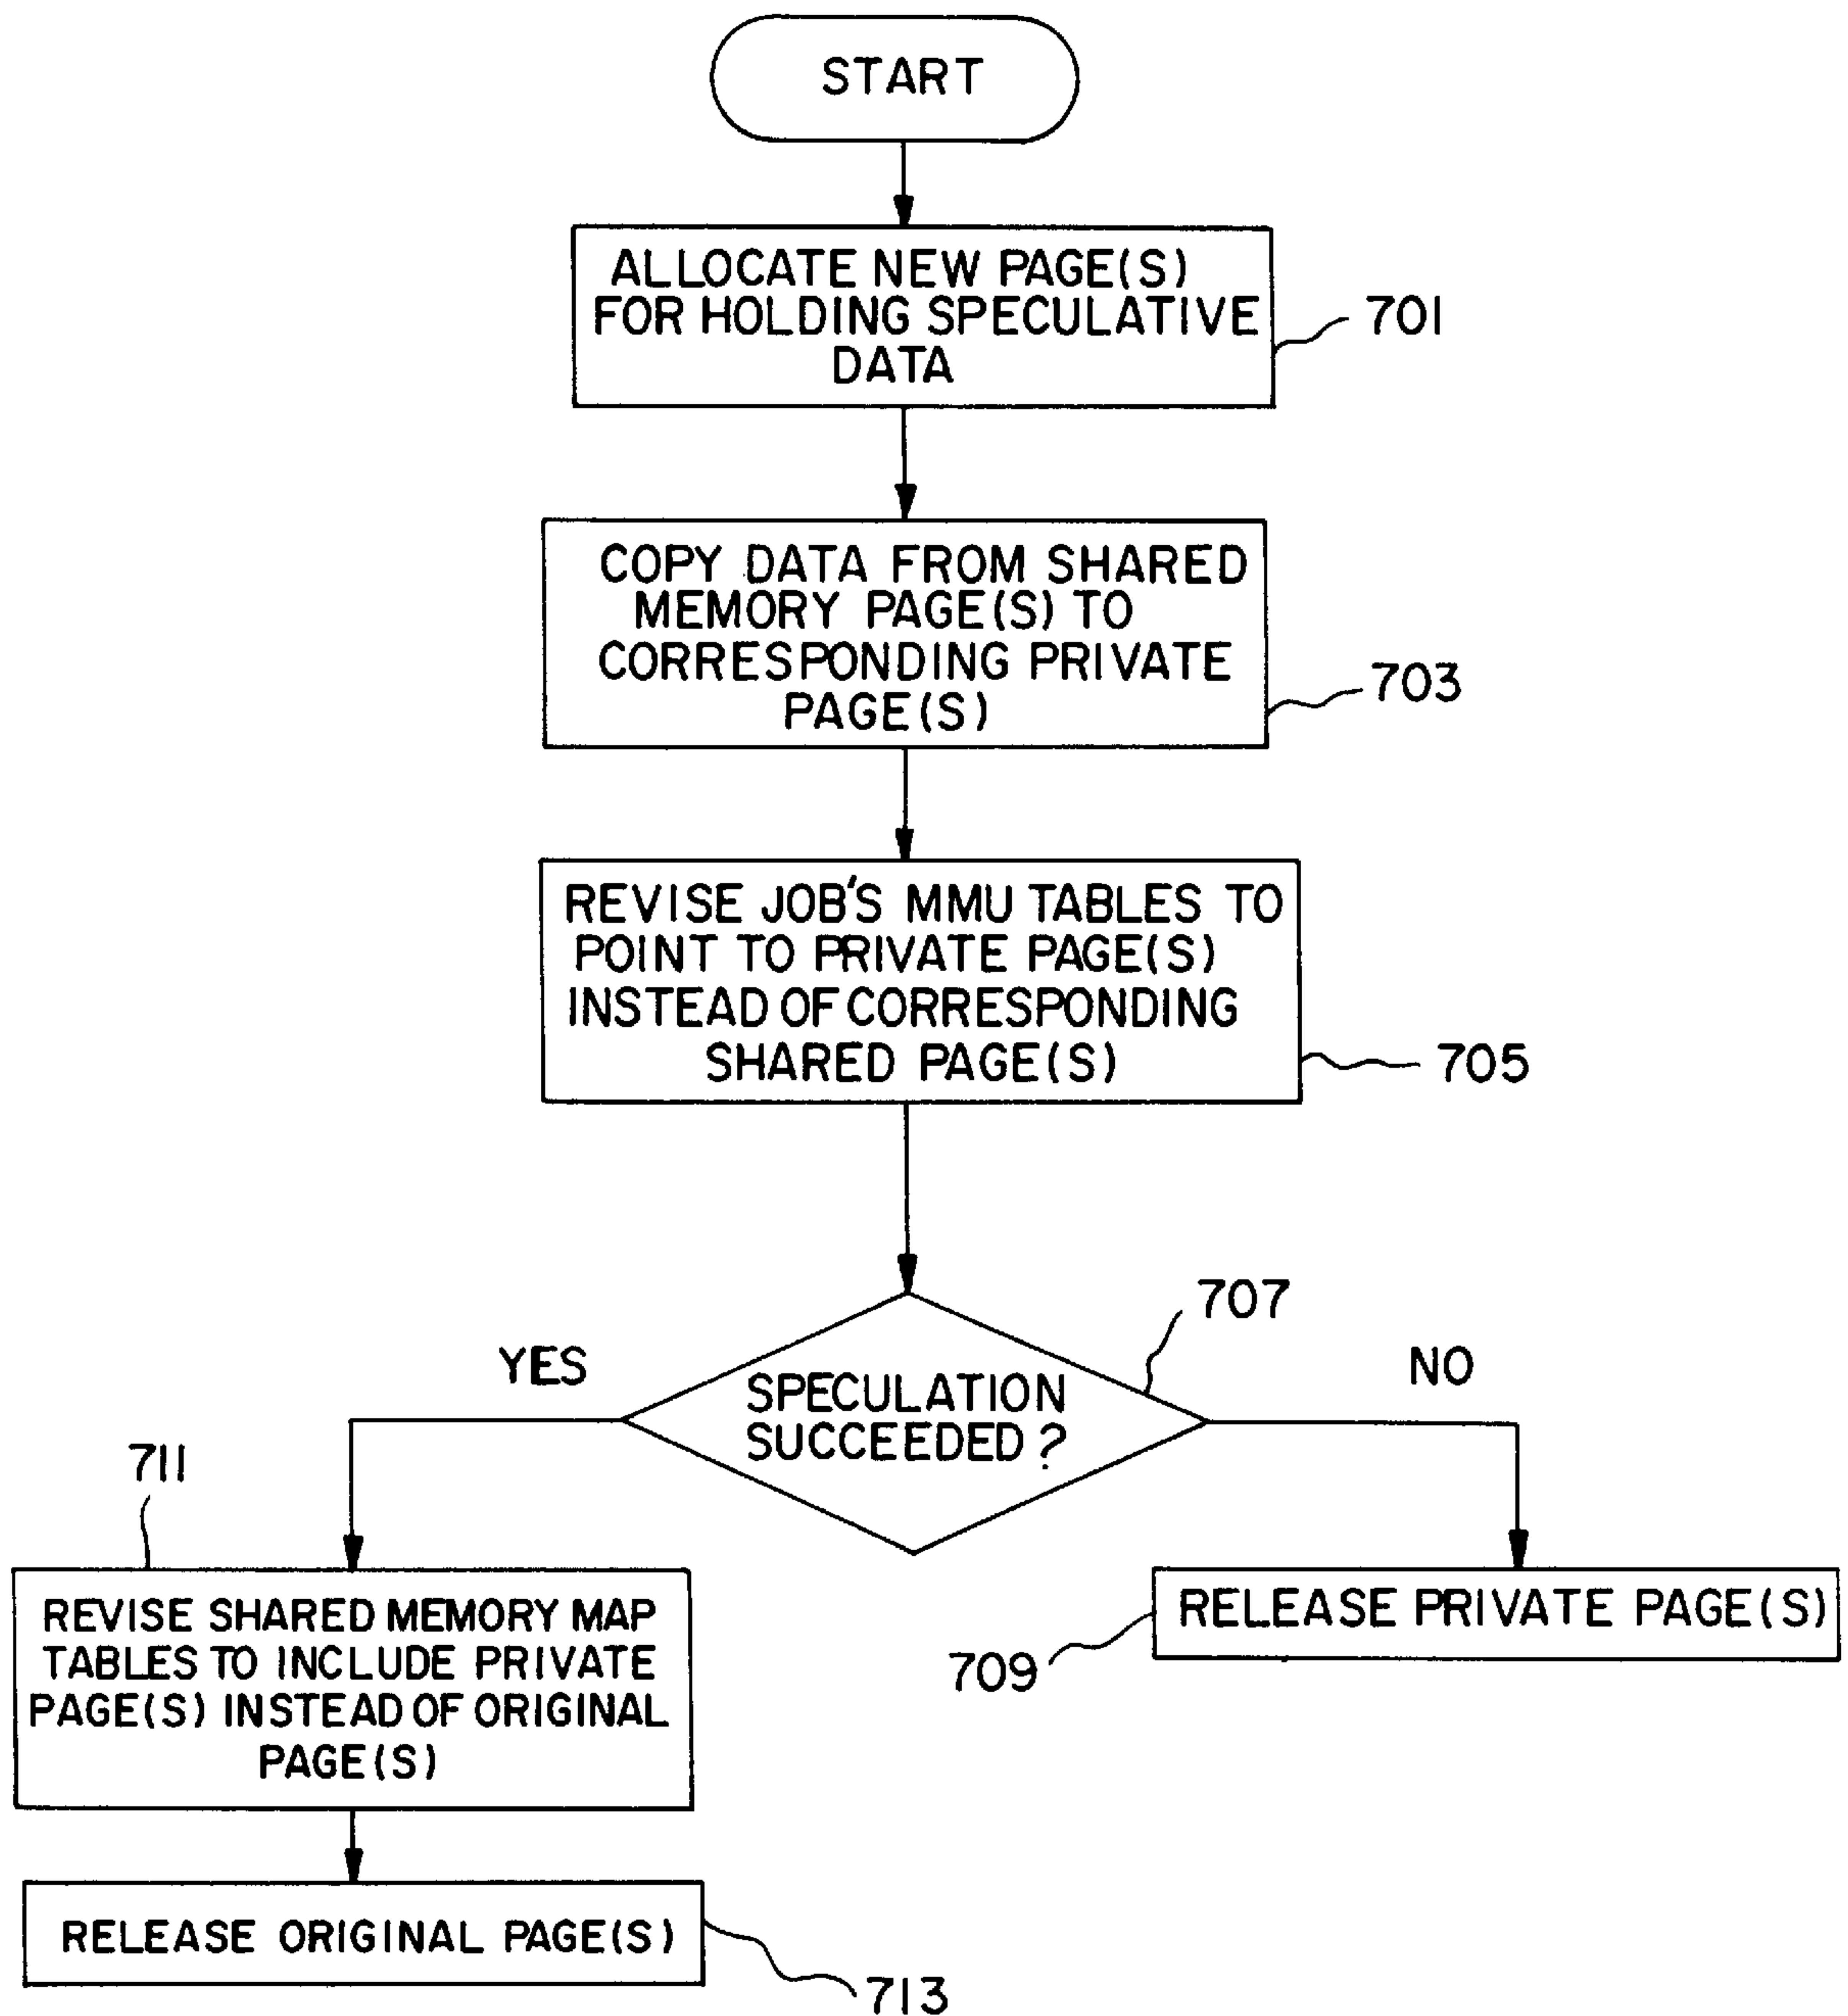 START
ALLOCATE NEW PAGE(S)
FOR HOLDING SPECULATIVE
DATA
701
COPY DATA FROM SHARED
MEMORY PAGE(S) TO
CORRESPONDING PRIVATE
PAGE(S)
703
REVISE JOB'S MMU TABLES TO
POINT TO PRIVATE PAGE(S)
INSTEAD OF CORRESPONDING
SHARED PAGE(S)
705
707
YES
NO
SPECULATION
SUCCEEDED?
711
REVISE SHARED MEMORY MAP
TABLES TO INCLUDE PRIVATE
PAGE(S) INSTEAD OF ORIGINAL
PAGE(S)
RELEASE PRIVATE PAGE(S)
709
RELEASE ORIGINAL PAGE(S)
713